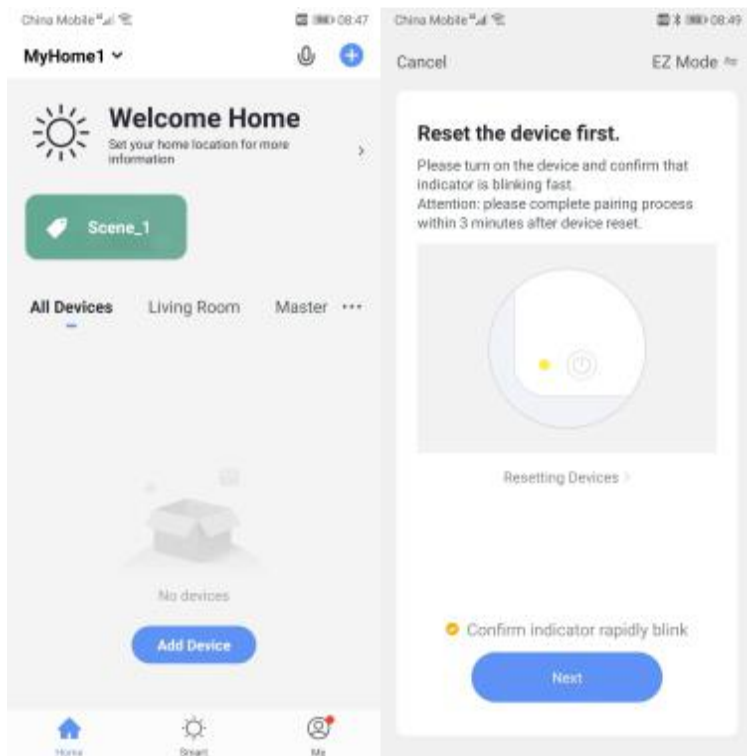 China Mobile
08:47
MyHome1
Welcome Home
Set your home location for more
information
Scene_1
All Devices
Living Room
Master
No devices
Add Device
Home
Smart
Me
China Mobile
08:49
Cancel
EZ Mode
Reset the device first.
Please turn on the device and confirm that
indicator is blinking fast.
Attention: please complete pairing process
within 3 minutes after device reset.
Resetting Devices
Confirm indicator rapidly blink
Next